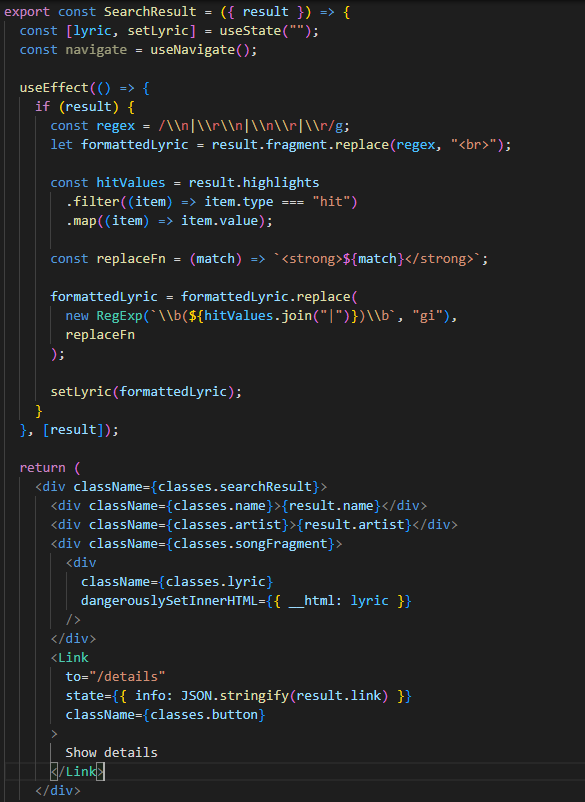 export const SearchResult = ({ result }) => {
const [lyric, setLyric] = useState("");
const navigate = useNavigate();
useEffect(() => {
if (result) {
const regex = /\\n|\\r\\n|\\n\\r|\\r/g;
let formattedLyric = result.fragment.replace(regex, "<br>");
const hitValues = result.highlights
.filter((item) => item.type === "hit")
.map((item) => item.value);
const replaceFn = (match) => `<strong>${match}</strong>`;
formattedLyric = formattedLyric.replace(
new RegExp(`\\b(${hitValues.join("|")})\\b`, "gi"),
replaceFn
);
setLyric(formattedLyric);
}
}, [result]);
return (
<div className={classes.searchResult}>
<div className={classes.name}>{result.name}</div>
<div className={classes.artist}>{result.artist}</div>
<div className={classes.songFragment}>
<div
className={classes.lyric}
dangerouslySetInnerHTML={{ __html: lyric }}
/>
</div>
<Link
to="/details"
state={{ info: JSON.stringify(result.link) }}
className={classes.button}
>
Show details
</Link>
</div>